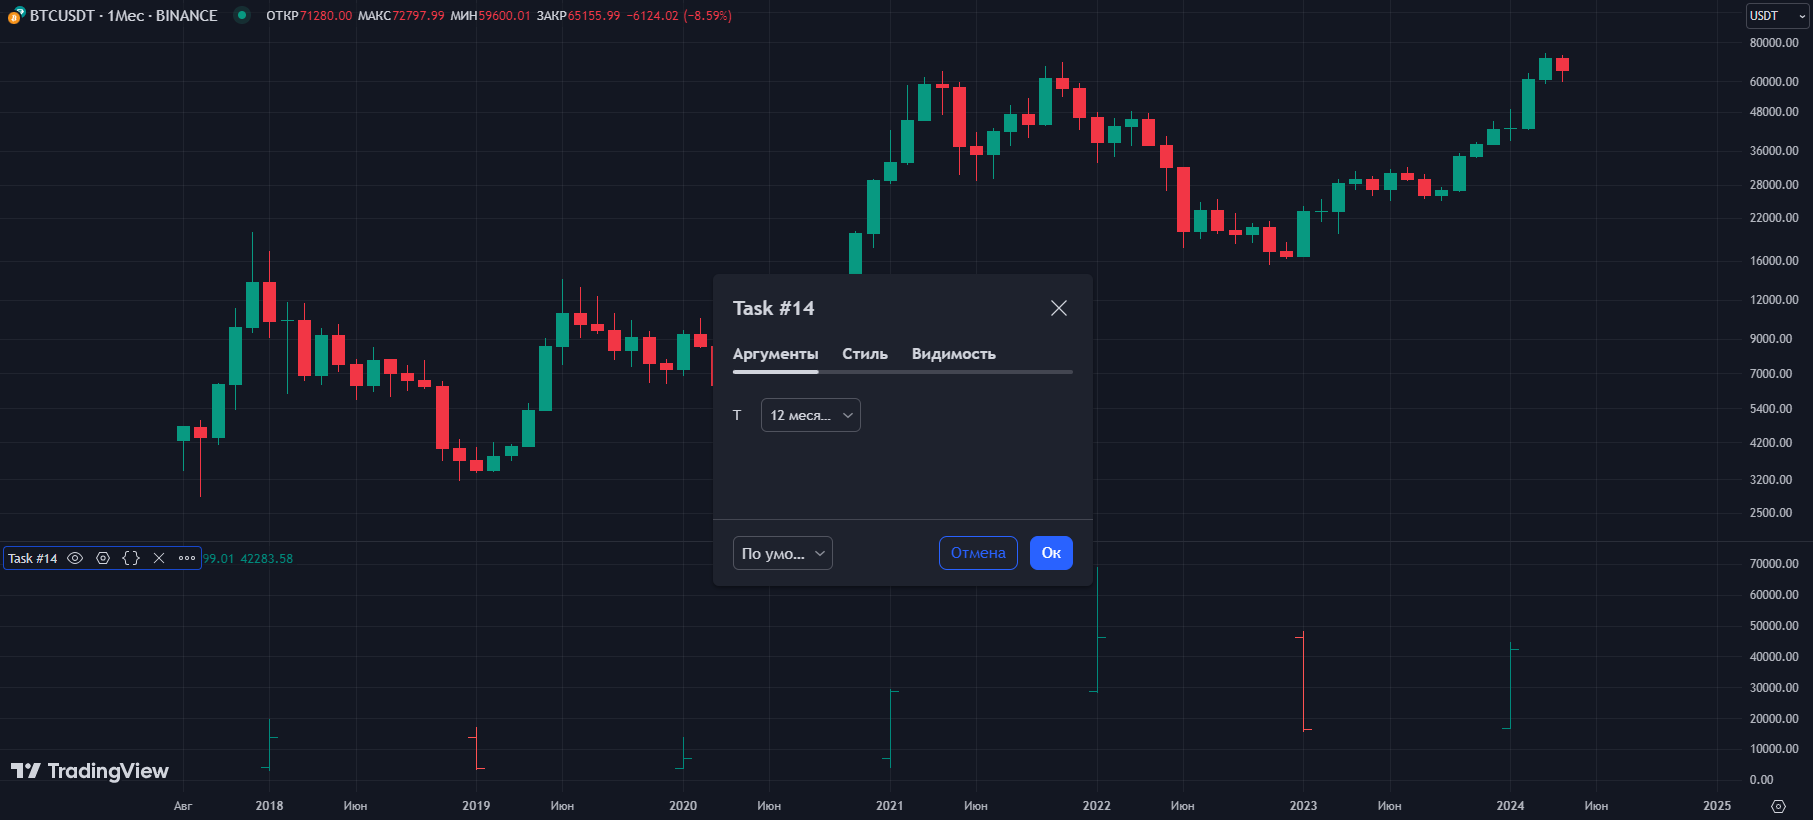 BTCUSDT · 1Мес · BINANCE ОТКР71280.00 МАКС72797.99 МИН59600.01 ЗАКР65155.99 −6124.02 (−8.59%)
USDT
80000.00
60000.00
48000.00
36000.00
28000.00
22000.00
16000.00
12000.00
9000.00
7000.00
5400.00
4200.00
3200.00
2500.00
Task #14
Аргументы Стиль Видимость
T 12 меся...
По умо... Отмена Ок
Task #14 99.01 42283.58
70000.00
60000.00
50000.00
40000.00
30000.00
20000.00
10000.00
0.00
TradingView
Авг 2018 Июн 2019 Июн 2020 Июн 2021 Июн 2022 Июн 2023 Июн 2024 Июн 2025